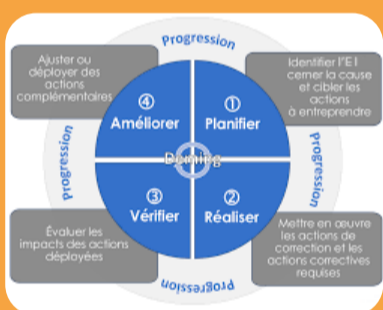 Progression
Ajuster ou
déployer des
actions
complémentaires
Identifier l'E I
cerner la cause et
cibler les
actions
à entreprendre
④
Améliorer
①
Planifier
Deming
Progression
Progression
③
Vérifier
②
Réaliser
Évaluer les
impacts des actions
déployées
Mettre en œuvre
les actions de
correction et les
actions correctives
requises
Progression